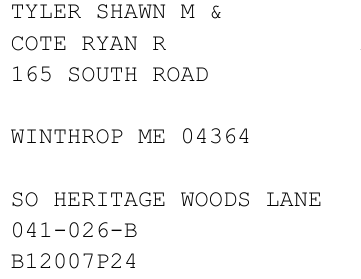 TYLER SHAWN M &
COTE RYAN R
165 SOUTH ROAD
WINTHROP ME 04364
SO HERITAGE WOODS LANE
041-026-B
B12007P24